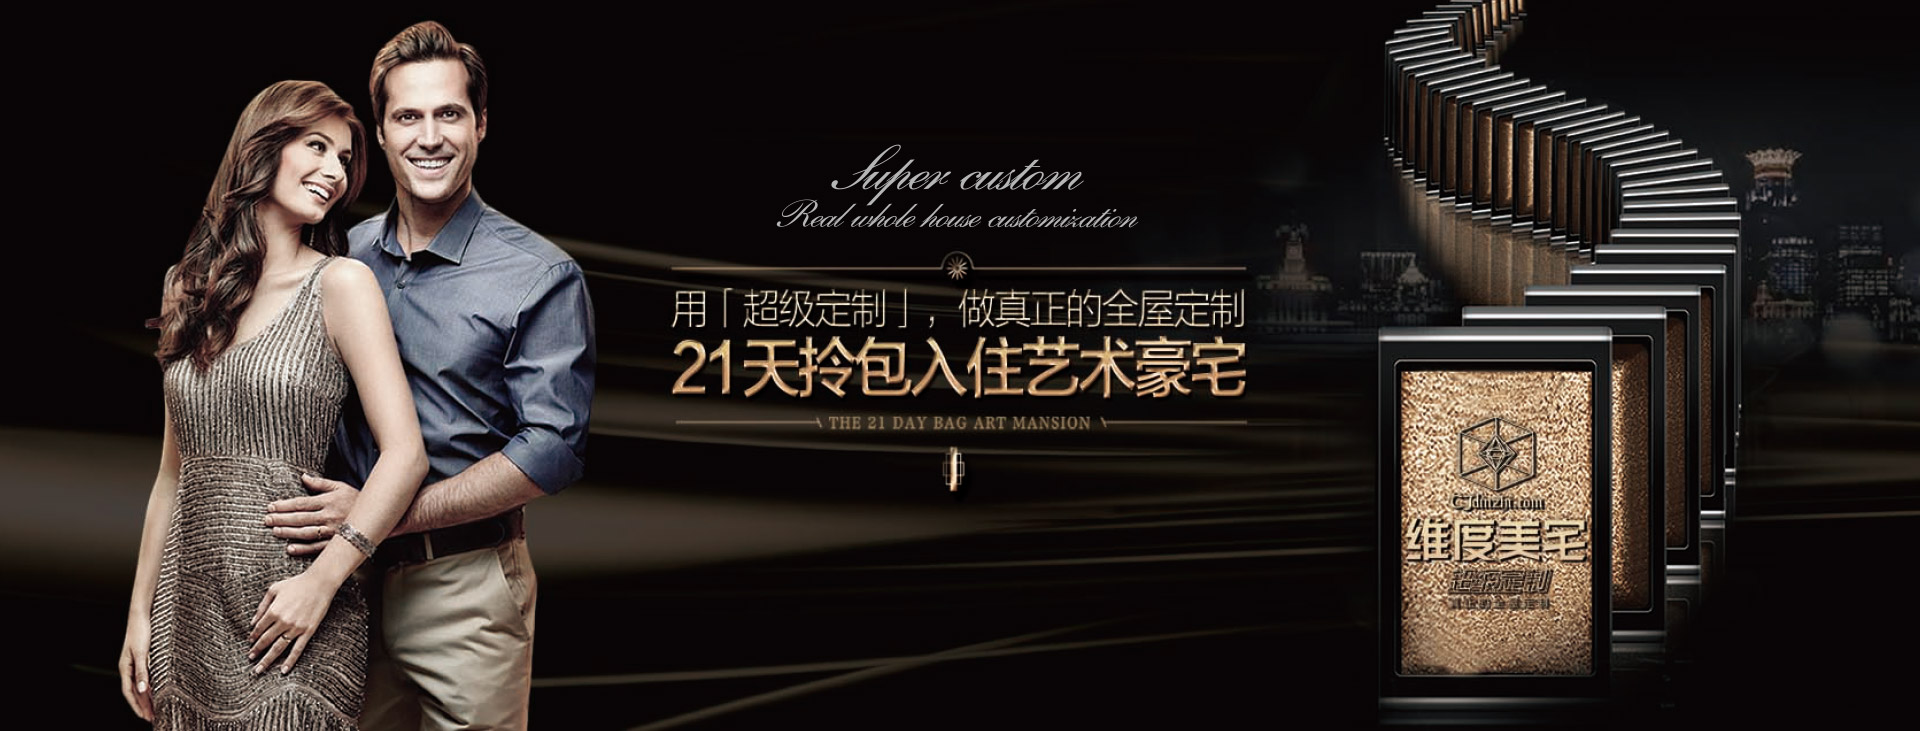 Super custom
Real whole house customization
用「超级定制」，做真正的全屋定制
21天拎包入住艺术豪宅
\ THE 21 DAY BAG ART MANSION \
维度美宅
超级定制